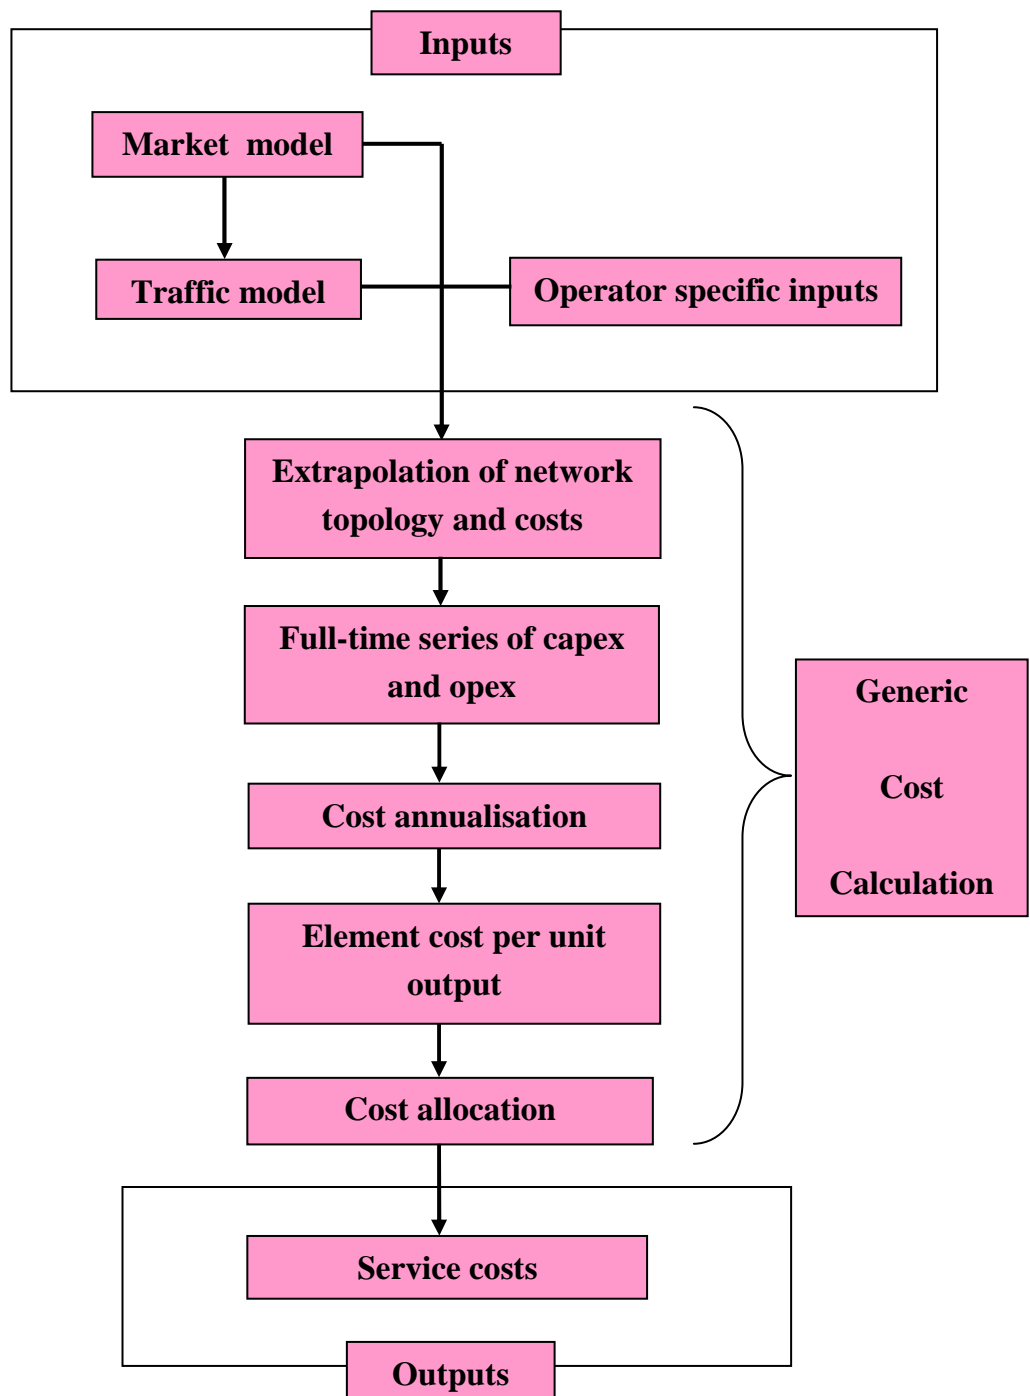 Inputs
Market model
Traffic model
Operator specific inputs
Extrapolation of network
topology and costs
Full-time series of capex
and opex
Cost annualisation
Element cost per unit
output
Cost allocation
Generic
Cost
Calculation
Service costs
Outputs